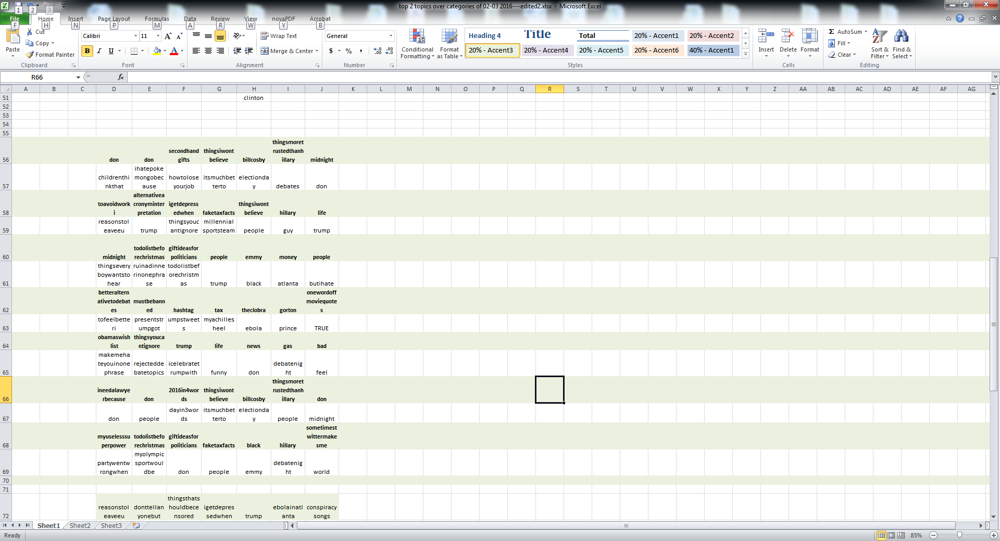 top 2 topics over categories of 02-03 2016---edited2.xlsx - Microsoft Excel
1 2 3
File Home Insert Page Layout Formulas Data Review View novaPDF Acrobat
F H N P M A R W Y B
Paste
Cut
Copy
Format Painter
Clipboard
Calibri 11
B I U
Font
Wrap Text
Merge & Center
Alignment
General
$ % ,
Number
Conditional Formatting
Format as Table
Heading 4 Title Total 20% - Accent1 20% - Accent2
20% - Accent3 20% - Accent4 20% - Accent5 20% - Accent6 40% - Accent1
Styles
Insert Delete Format
Cells
AutoSum
Fill
Clear
Sort & Filter
Find & Select
Editing
R66 fx
A B C D E F G H I J K L M N O P Q R S T U V W X Y Z AA AB AC AD AE AF AG
51 clinton
52
53
54
55
56 don don secondhandgifts thingsiwontbelieve billcosby thingsmoretrustedthanhillary midnight
57 childrenthinkthat ihatepokemongobecause howtoloseyourjob itsmuchbetterto electionday debates don
58 toavoidworki alternativeacronyminterpretation igetdepressedwhen faketaxfacts thingsiwontbelieve hillary life
59 reasonstoleaveeu trump thingsyoucantignore millennialsportsteam people guy trump
60 midnight todolistbeforechristmas giftideasforpoliticians people emmy money people
61 thingseveryboywantstohear ruinadinnerinonephrase todolistbeforechristmas trump black atlanta butihate
62 betteralternativetodebates mustbebanned hashtag tax theclobra gorton onewordoffmoviequotes
63 tofeelbetteri presentstrumpgot umpstweets myachillesheel ebola prince TRUE
64 obamaswishlist thingsyoucantignore trump life news gas bad
65 makemehateyouinonephrase rejecteddebatetopics icelebratetrumpwith funny don debatenight feel
66 ineedalawyerbecause don 2016in4words thingsiwontbelieve billcosby thingsmoretrustedthanhillary don
67 don people dayin3words itsmuchbetterto electionday people midnight
68 myuselesssuperpower todolistbeforechristmas giftideasforpoliticians faketaxfacts black hillary sometimestwittermakesme
69 partywentwrongwhen myolympicsportwouldbe don people emmy debatenight world
70
71
72 reasonstoleaveeu donttellanyonebut thingsthatshouldbecensored igetdepressedwhen trump ebolainatlanta conspiracysongs
Sheet1 Sheet2 Sheet3
Ready 85%